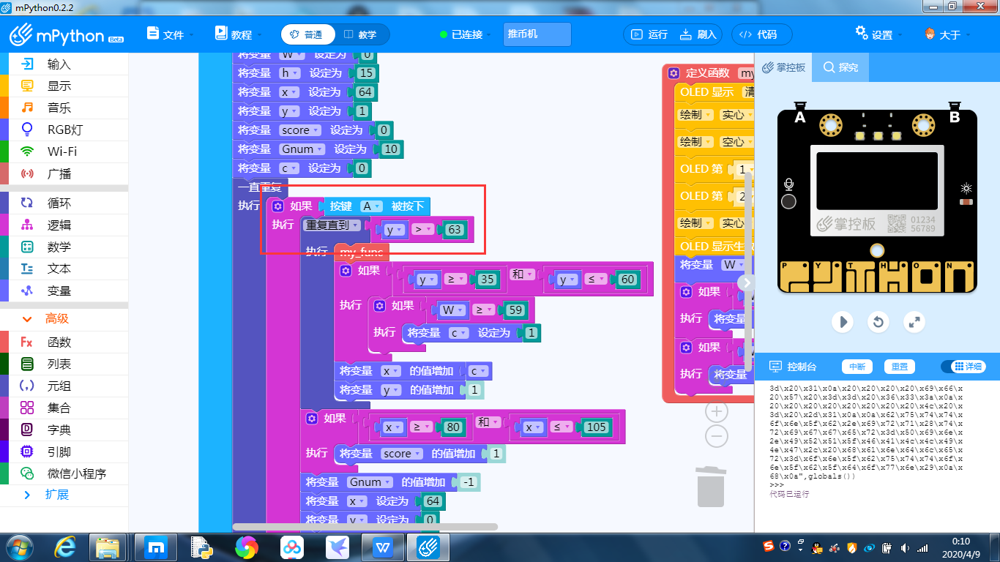 mPython0.2.2
mPython Beta
文件
教程
普通
教学
已连接
推币机
运行
刷入
</> 代码
设置
大于
输入
显示
音乐
RGB灯
Wi-Fi
广播
循环
逻辑
数学
文本
变量
高级
函数
列表
元组
集合
字典
引脚
微信小程序
扩展
将变量 W 设定为 0
将变量 h 设定为 15
将变量 x 设定为 64
将变量 y 设定为 1
将变量 score 设定为 0
将变量 Gnum 设定为 10
将变量 c 设定为 0
一直重复
执行 如果 按键 A 被按下
执行 重复直到 y > 63
执行 my_func
如果 y ≥ 35 和 y ≤ 60
执行 如果 W ≥ 59
执行 将变量 c 设定为 1
将变量 x 的值增加 c
将变量 y 的值增加 1
如果 x ≥ 80 和 x ≤ 105
执行 将变量 score 的值增加 1
将变量 Gnum 的值增加 -1
将变量 x 设定为 64
将变量 y 设定为 0
定义函数 my
OLED 显示 清
绘制 实心
绘制 空心
OLED 第 1
OLED 第 2
绘制 实心
OLED 显示生
将变量 W
如果
执行 将变量
如果
执行 将变量
掌控板
探究
A
B
掌控板
01234
56789
P Y T H O N
控制台
中断
重置
详细
3d\x20\x31\x0a\x20\x20\x20\x20\x69\x66\x
20\x57\x20\x3d\x3d\x20\x36\x33\x3a\x0a\x
20\x20\x20\x20\x20\x20\x20\x20\x4c\x20\x
3d\x20\x2d\x31\x0a\x0a\x62\x75\x74\x74\x
6f\x6e\x5f\x62\x2e\x69\x72\x71\x28\x74\x
72\x69\x67\x67\x65\x72\x3d\x50\x69\x6e\x
2e\x49\x52\x51\x5f\x46\x41\x4c\x4c\x49\x
4e\x47\x2c\x20\x68\x61\x6e\x64\x6c\x65\x
72\x3d\x6f\x6e\x5f\x62\x75\x74\x74\x6f\x
6e\x5f\x62\x5f\x64\x6f\x77\x6e\x29\x0a\x
68\x0a",globals())
>>>
代码已运行
0:10
2020/4/9